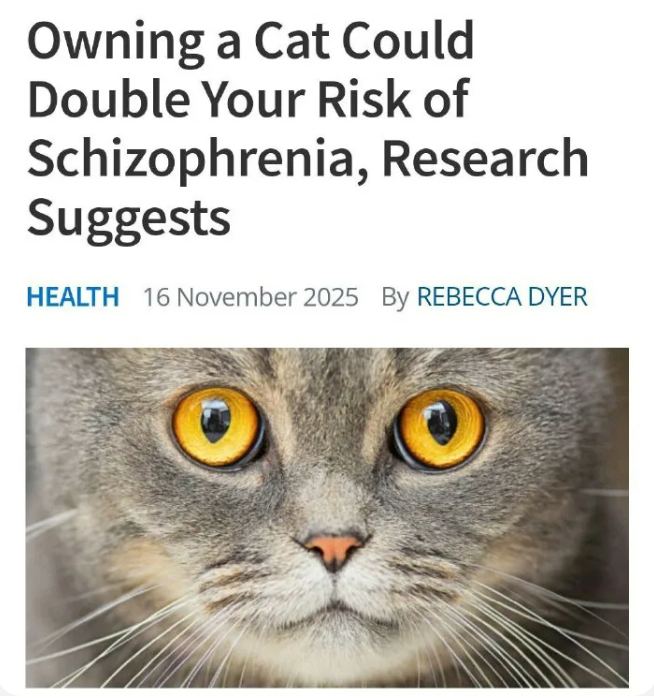 Owning a Cat Could
Double Your Risk of
Schizophrenia, Research
Suggests
HEALTH 16 November 2025 By REBECCA DYER